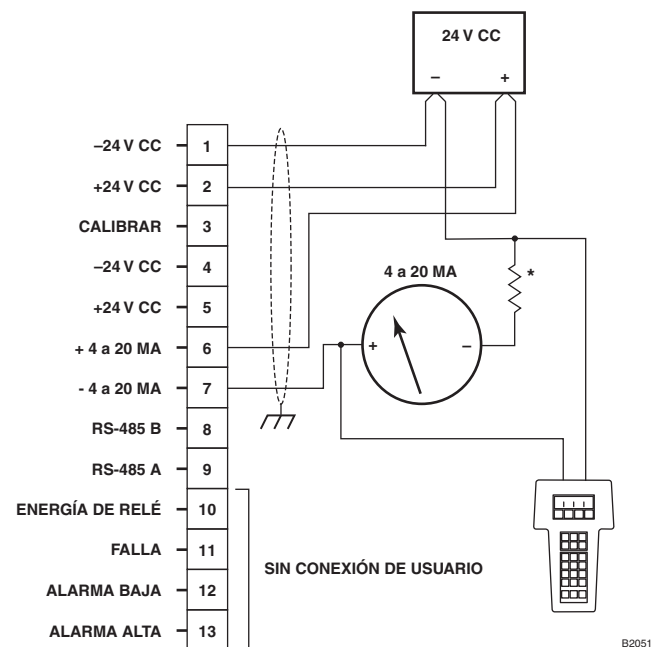 24 V CC
– +
–24 V CC 1
+24 V CC 2
CALIBRAR 3
–24 V CC 4
+24 V CC 5
+ 4 a 20 MA 6
- 4 a 20 MA 7
RS-485 B 8
RS-485 A 9
ENERGÍA DE RELÉ 10
FALLA 11
ALARMA BAJA 12
ALARMA ALTA 13
4 a 20 MA
*
+ –
SIN CONEXIÓN DE USUARIO
B2051